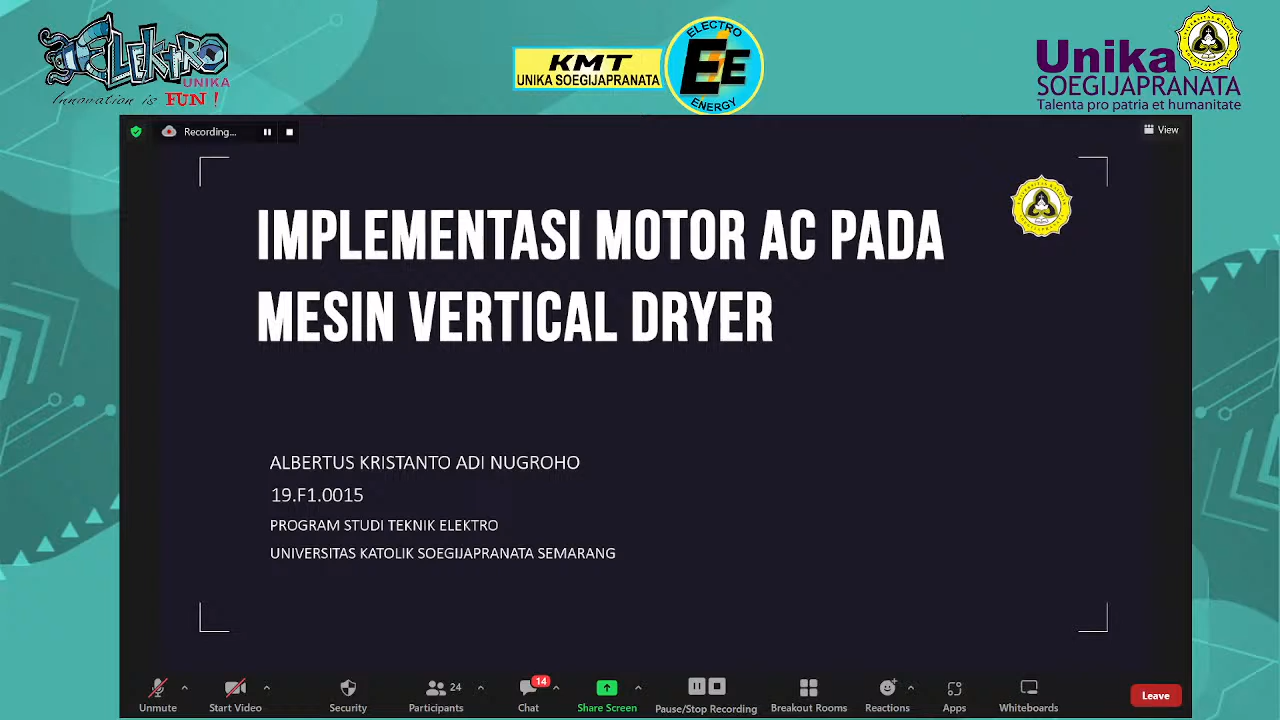 ELEKTRO
UNIKA
Innovation is FUN !
KMT
UNIKA SOEGIJAPRANATA
ELECTRO
EE
ENERGY
Unika
SOEGIJAPRANATA
Talenta pro patria et humanitate
Recording...
View
IMPLEMENTASI MOTOR AC PADA
MESIN VERTICAL DRYER
ALBERTUS KRISTANTO ADI NUGROHO
19.F1.0015
PROGRAM STUDI TEKNIK ELEKTRO
UNIVERSITAS KATOLIK SOEGIJAPRANATA SEMARANG
24
14
Unmute
Start Video
Security
Participants
Chat
Share Screen
Pause/Stop Recording
Breakout Rooms
Reactions
Apps
Whiteboards
Leave